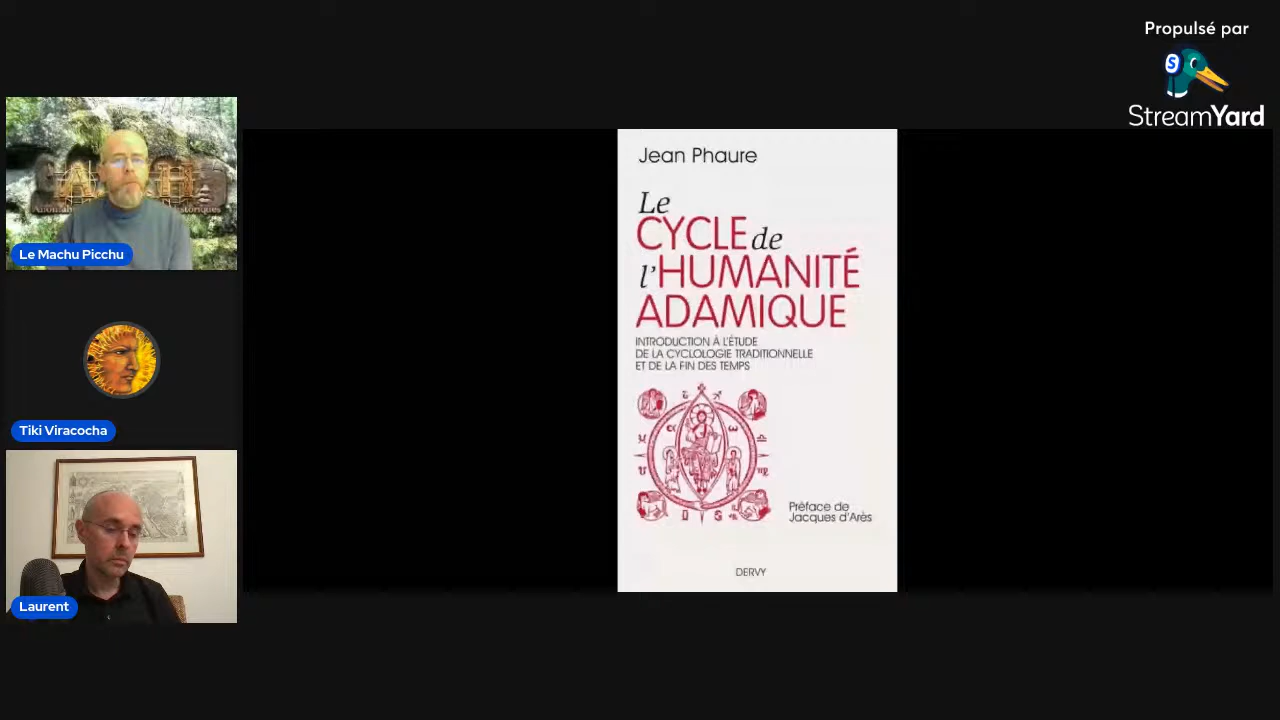 Propulsé par
StreamYard
Le Machu Picchu
Tiki Viracocha
Laurent
Jean Phaure
Le
CYCLE de
l'HUMANITÉ
ADAMIQUE
INTRODUCTION À L'ÉTUDE
DE LA CYCLOLOGIE TRADITIONNELLE
ET DE LA FIN DES TEMPS
Préface de
Jacques d'Arès
DERVY